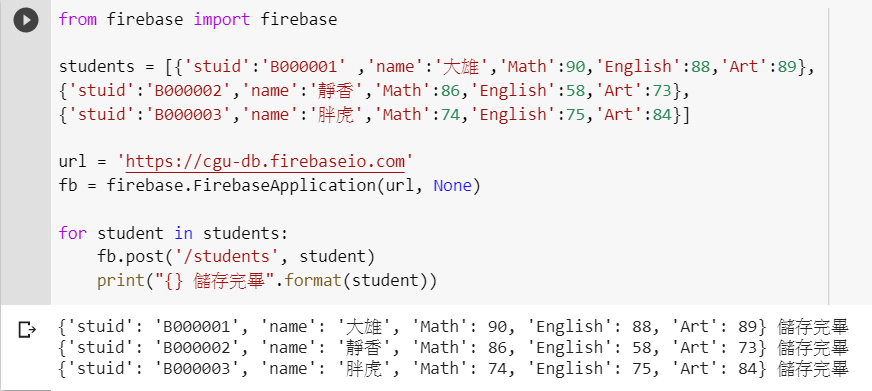 from firebase import firebase
students = [{'stuid':'B000001' ,'name':'大雄','Math':90,'English':88,'Art':89},
{'stuid':'B000002','name':'靜香','Math':86,'English':58,'Art':73},
{'stuid':'B000003','name':'胖虎','Math':74,'English':75,'Art':84}]
url = 'https://cgu-db.firebaseio.com'
fb = firebase.FirebaseApplication(url, None)
for student in students:
    fb.post('/students', student)
    print("{} 儲存完畢".format(student))
{'stuid': 'B000001', 'name': '大雄', 'Math': 90, 'English': 88, 'Art': 89} 儲存完畢
{'stuid': 'B000002', 'name': '靜香', 'Math': 86, 'English': 58, 'Art': 73} 儲存完畢
{'stuid': 'B000003', 'name': '胖虎', 'Math': 74, 'English': 75, 'Art': 84} 儲存完畢